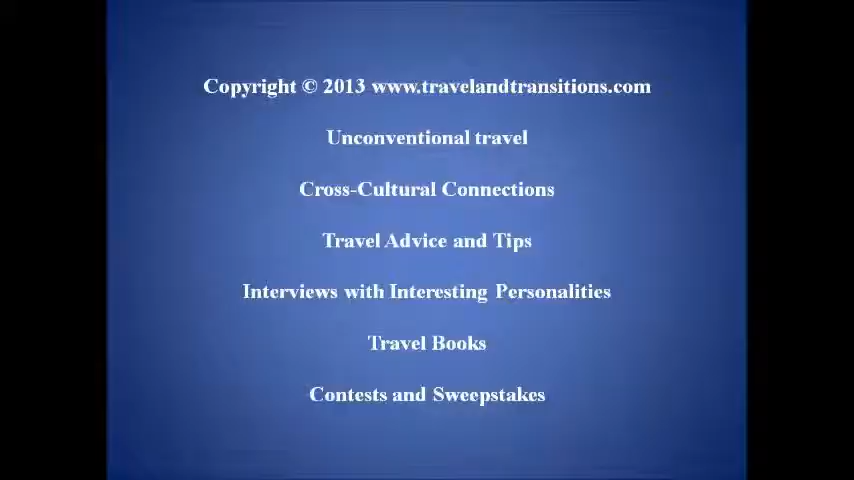 Copyright © 2013 www.travelandtransitions.com
Unconventional travel
Cross-Cultural Connections
Travel Advice and Tips
Interviews with Interesting Personalities
Travel Books
Contests and Sweepstakes